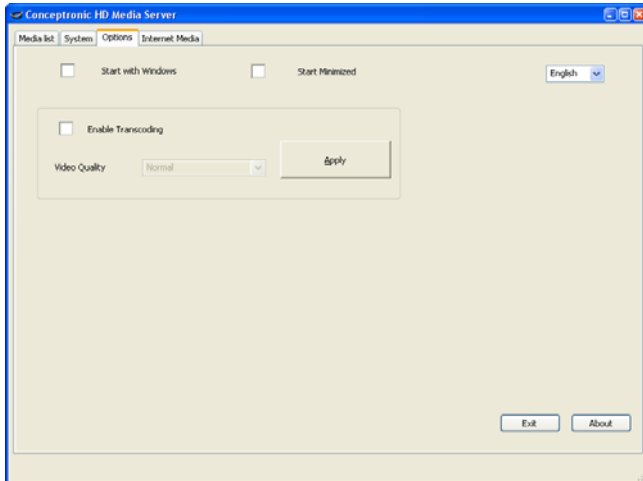 Conceptronic HD Media Server
Media list System Options Internet Media
Start with Windows Start Minimized English
Enable Transcoding
Video Quality Normal Apply
Exit About